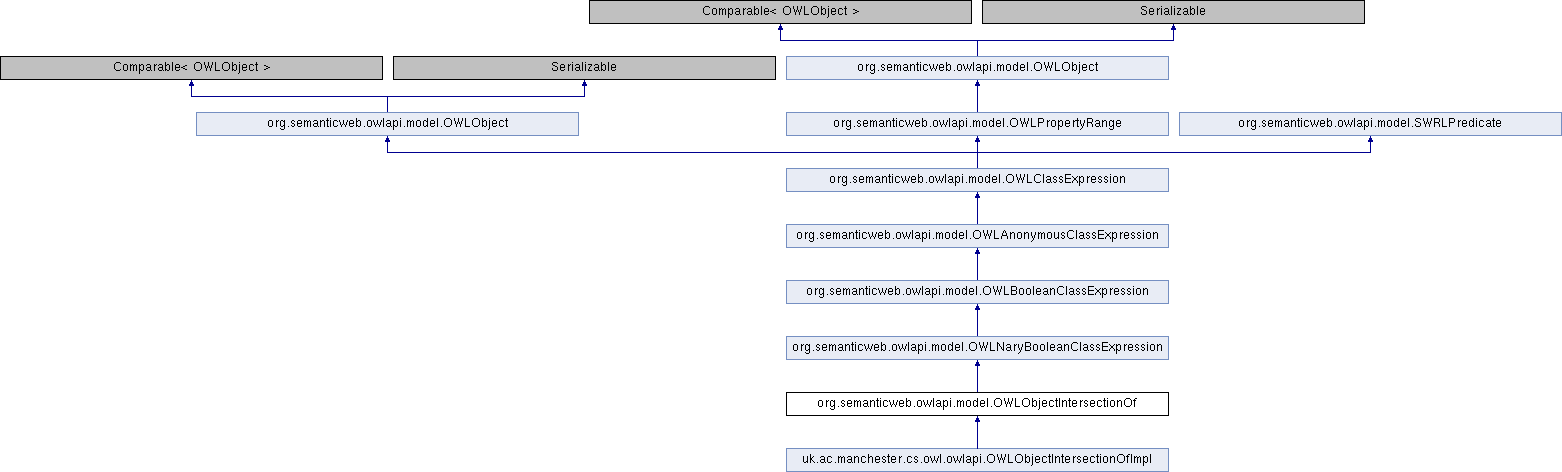 Comparable< OWLObject >
Serializable
Comparable< OWLObject >
Serializable
org.semanticweb.owlapi.model.OWLObject
org.semanticweb.owlapi.model.OWLObject
org.semanticweb.owlapi.model.OWLPropertyRange
org.semanticweb.owlapi.model.SWRLPredicate
org.semanticweb.owlapi.model.OWLClassExpression
org.semanticweb.owlapi.model.OWLAnonymousClassExpression
org.semanticweb.owlapi.model.OWLBooleanClassExpression
org.semanticweb.owlapi.model.OWLNaryBooleanClassExpression
org.semanticweb.owlapi.model.OWLObjectIntersectionOf
uk.ac.manchester.cs.owl.owlapi.OWLObjectIntersectionOfImpl